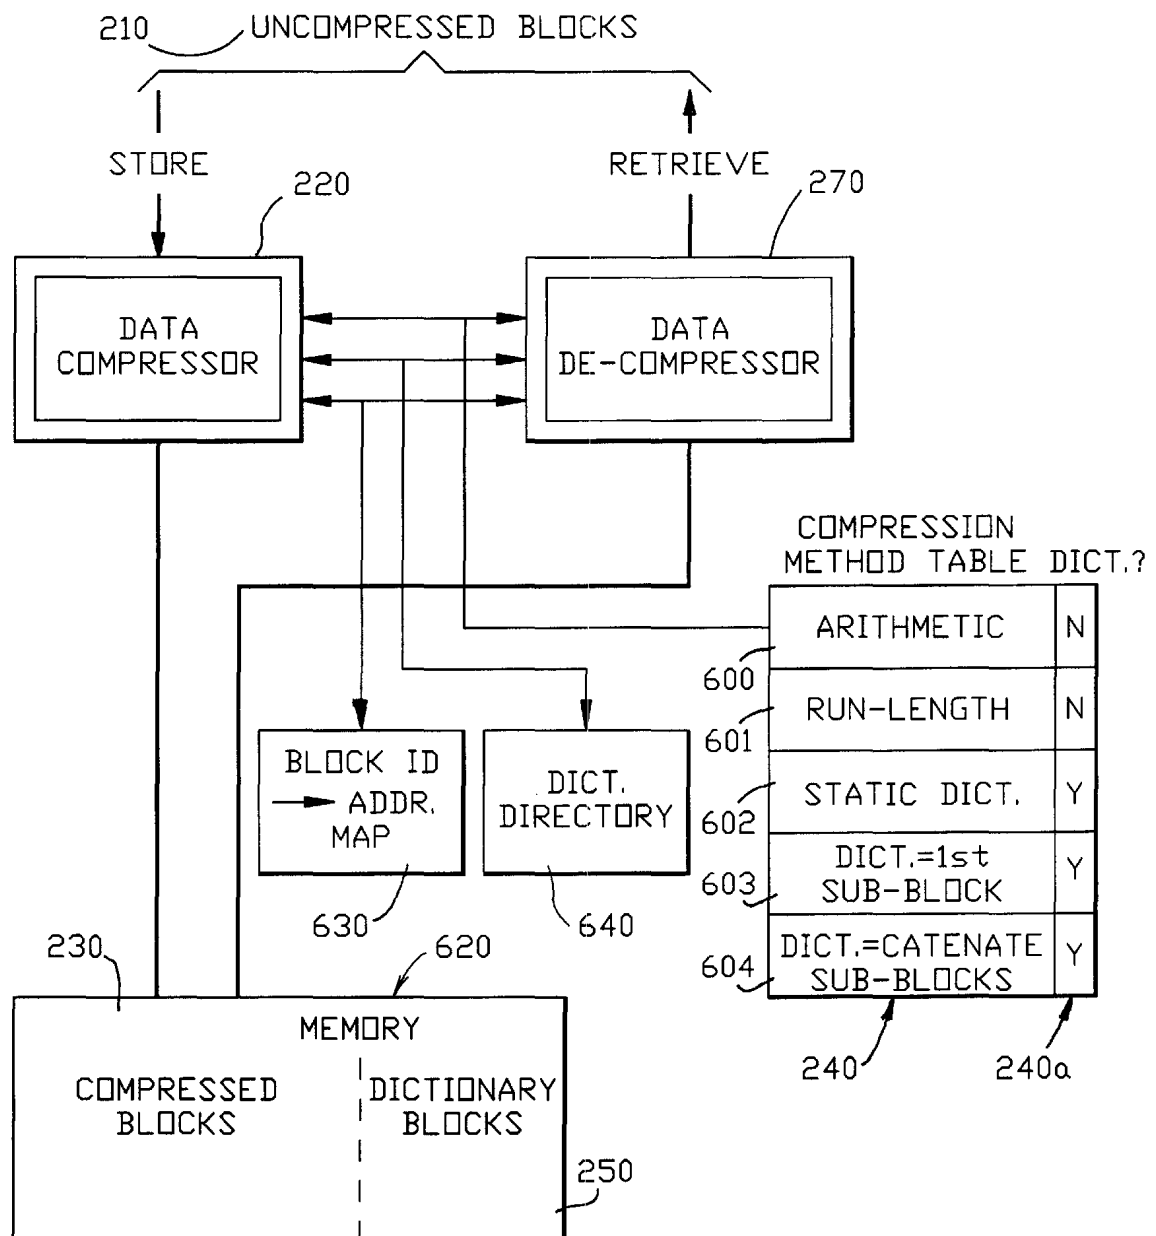 210 UNCOMPRESSED BLOCKS
STORE
RETRIEVE
220
270
DATA
COMPRESSOR
DATA
DE-COMPRESSOR
COMPRESSION
METHOD TABLE DICT.?
ARITHMETIC N
600
RUN-LENGTH N
601
STATIC DICT. Y
602
DICT.=1st
SUB-BLOCK Y
603
DICT.=CATENATE
SUB-BLOCKS Y
604
240
240a
BLOCK ID
ADDR.
MAP
630
DICT.
DIRECTORY
640
230
620
MEMORY
COMPRESSED
BLOCKS
DICTIONARY
BLOCKS
250